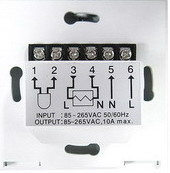 1 2 3 4 5 6
L N N L
INPUT : 85-265VAC 50/60Hz
OUTPUT: 85-265VAC,10A max.